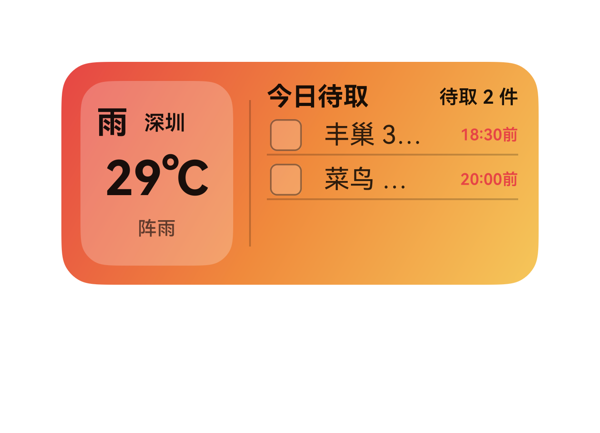 雨 深圳
29°C
阵雨
今日待取 待取 2 件
丰巢 3... 18:30前
菜鸟 ... 20:00前